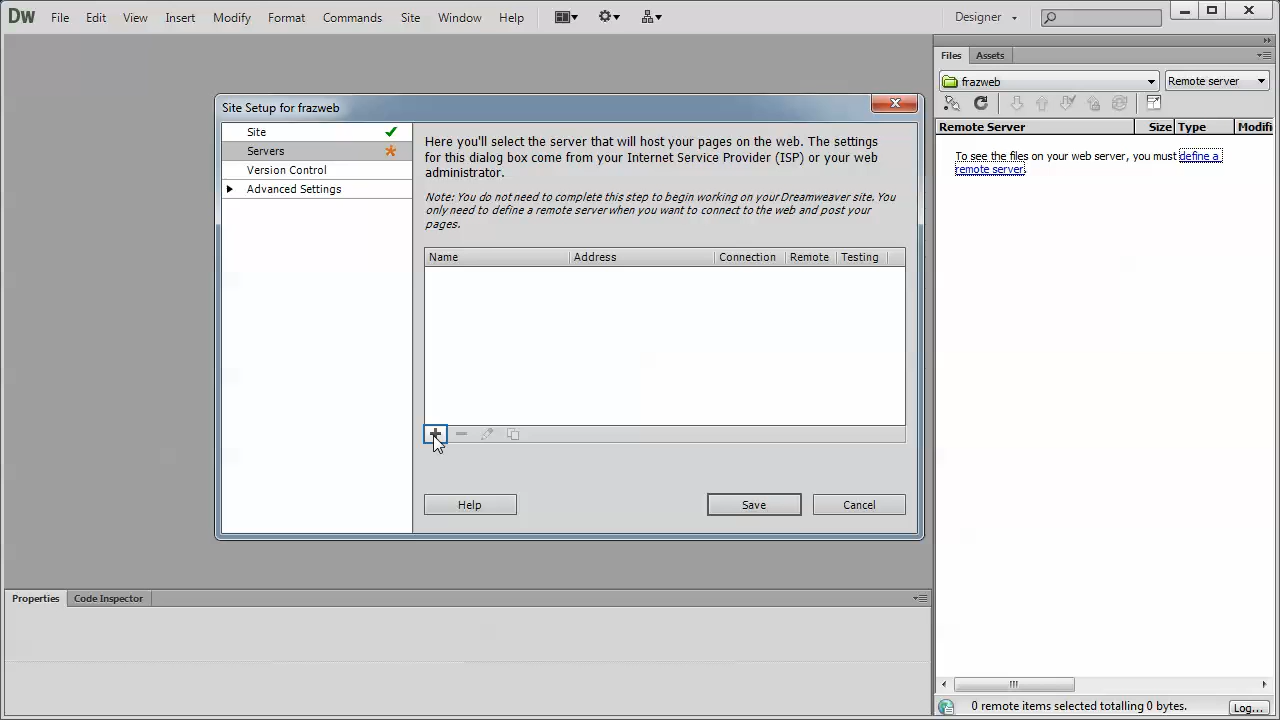 Dw File Edit View Insert Modify Format Commands Site Window Help Designer
Files Assets
frazweb Remote server
Remote Server Size Type Modifi
To see the files on your web server, you must define a
remote server.
Site Setup for frazweb
Site
Servers
Version Control
Advanced Settings
Here you'll select the server that will host your pages on the web. The settings
for this dialog box come from your Internet Service Provider (ISP) or your web
administrator.
Note: You do not need to complete this step to begin working on your Dreamweaver site. You
only need to define a remote server when you want to connect to the web and post your
pages.
Name Address Connection Remote Testing
Help Save Cancel
Properties Code Inspector
0 remote items selected totalling 0 bytes. Log...